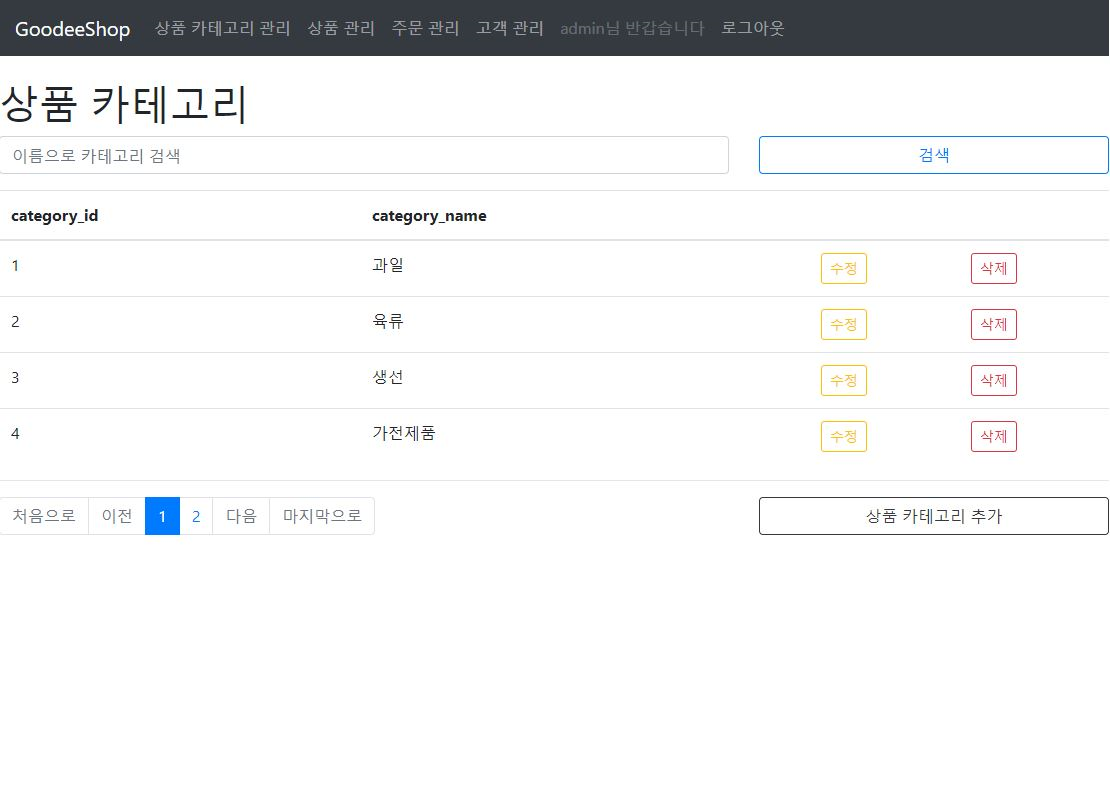 GoodeeShop 상품 카테고리 관리 상품 관리 주문 관리 고객 관리 admin님 반갑습니다 로그아웃
상품 카테고리
이름으로 카테고리 검색 검색
category_id category_name
1 과일 수정 삭제
2 육류 수정 삭제
3 생선 수정 삭제
4 가전제품 수정 삭제
처음으로 이전 1 2 다음 마지막으로 상품 카테고리 추가